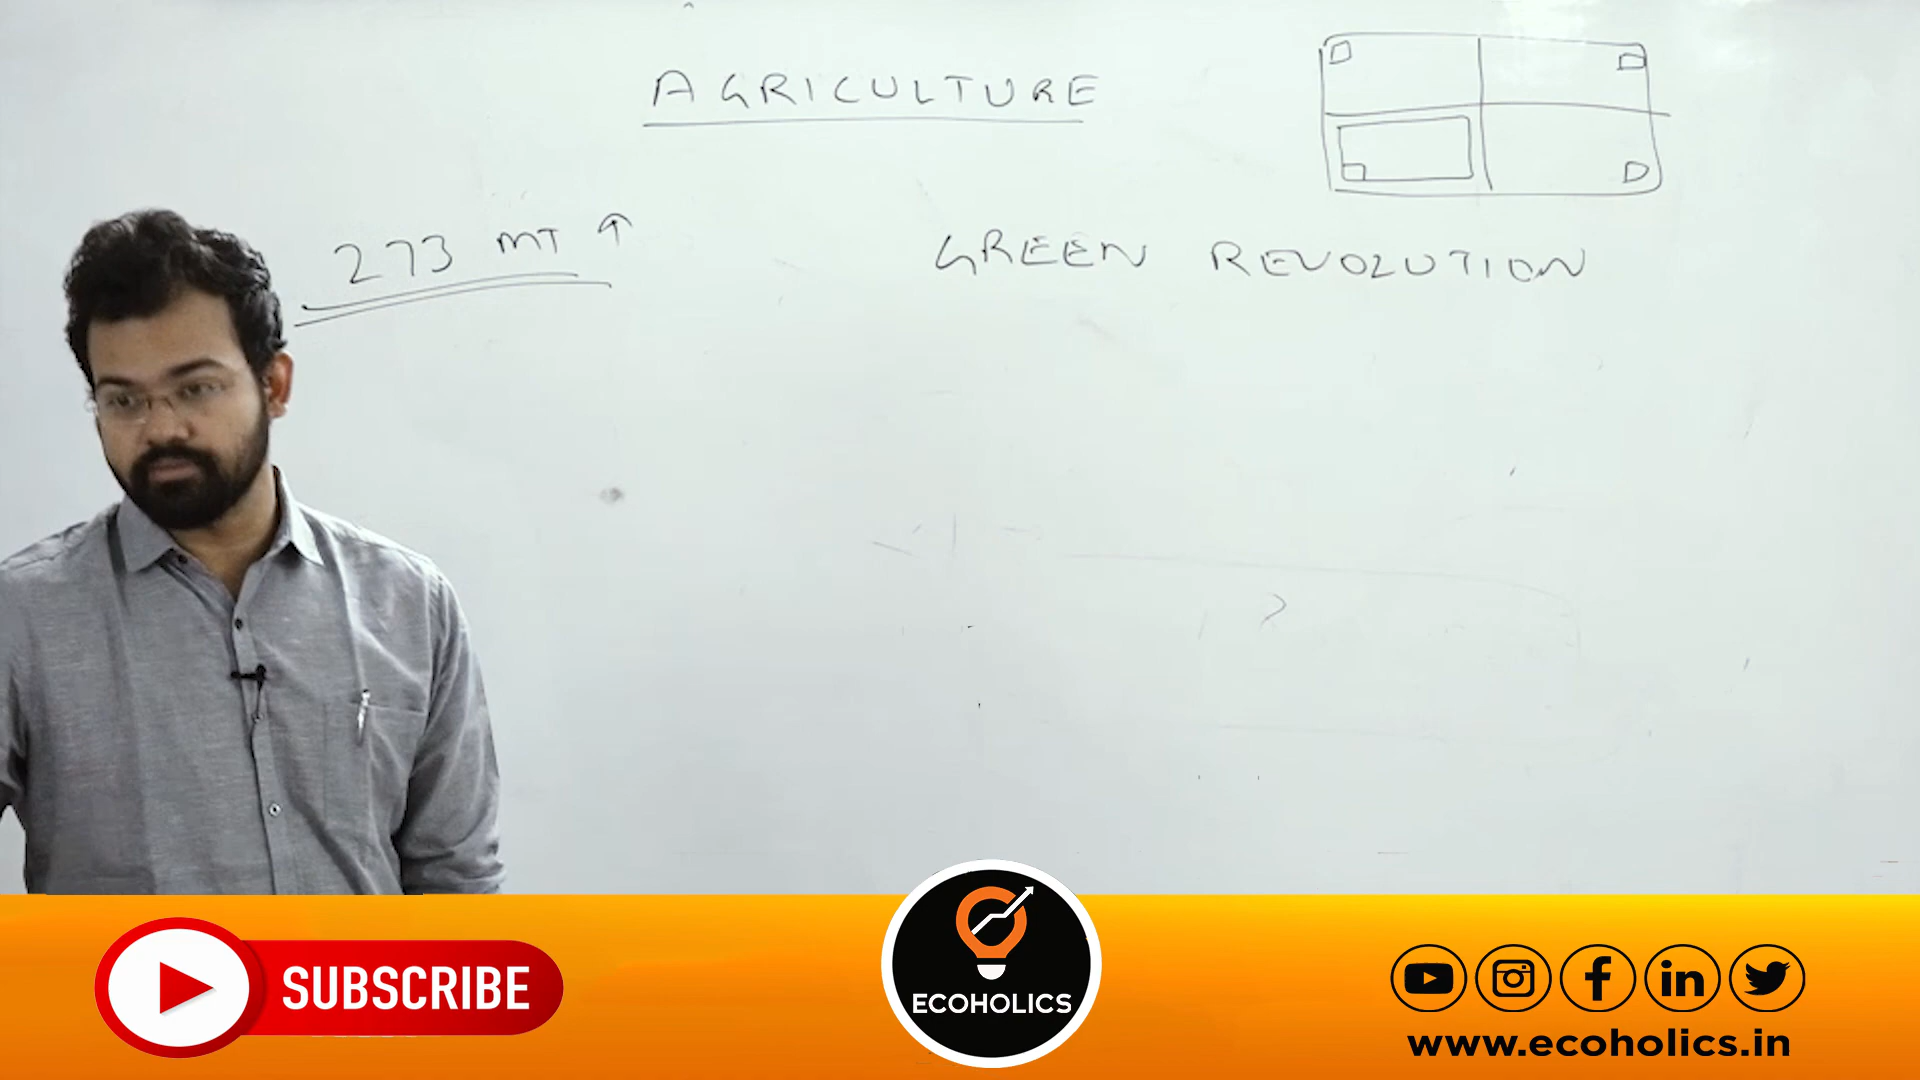 AGRICULTURE
273 MT ↑
GREEN REVOLUTION
SUBSCRIBE
ECOHOLICS
www.ecoholics.in